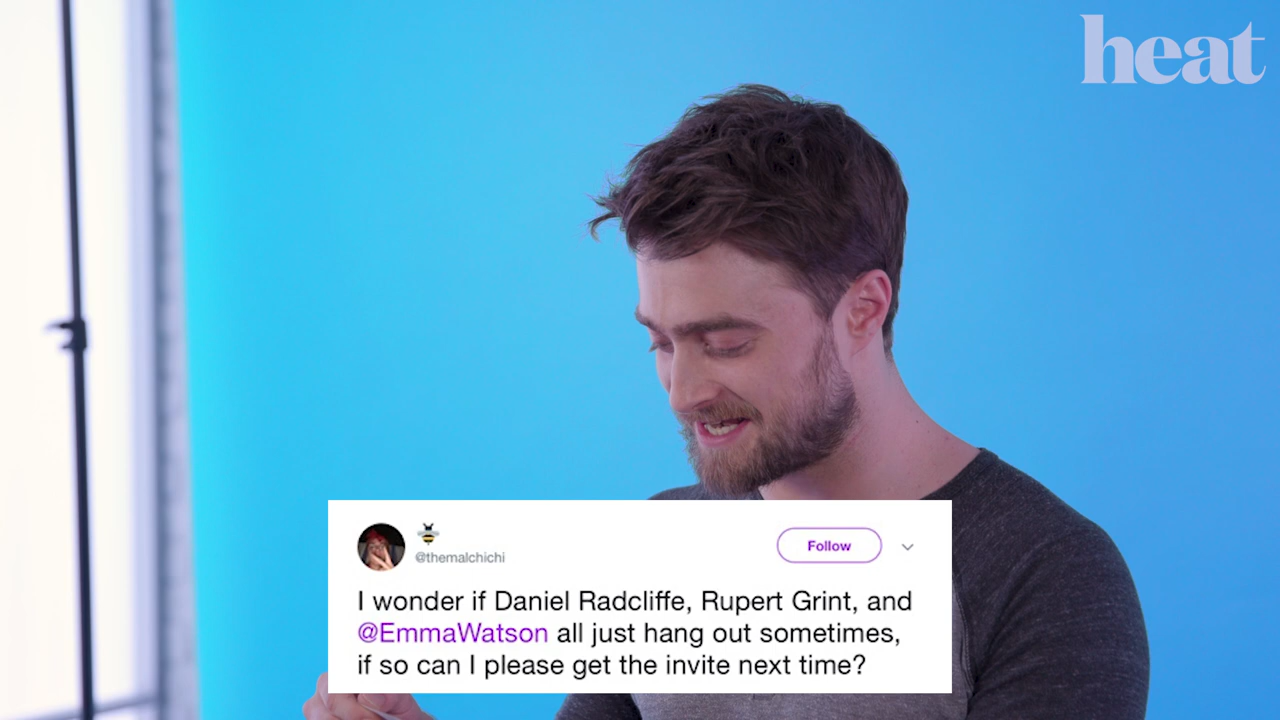 heat
@themalchichi
Follow
I wonder if Daniel Radcliffe, Rupert Grint, and
@EmmaWatson all just hang out sometimes,
if so can I please get the invite next time?